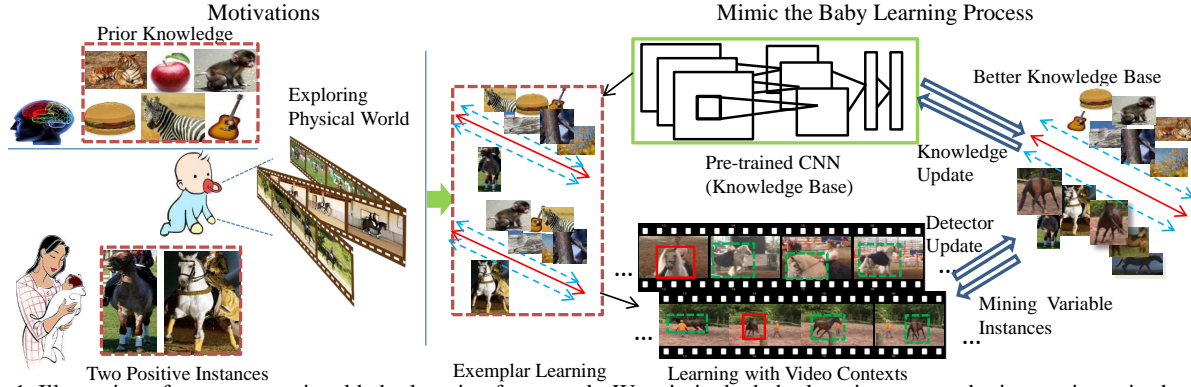 Motivations
Mimic the Baby Learning Process
Prior Knowledge
Exploring
Physical World
Two Positive Instances
Exemplar Learning
Pre-trained CNN
(Knowledge Base)
Better Knowledge Base
Knowledge
Update
Detector
Update
...
...
...
...
Mining Variable
Instances
Learning with Video Contexts